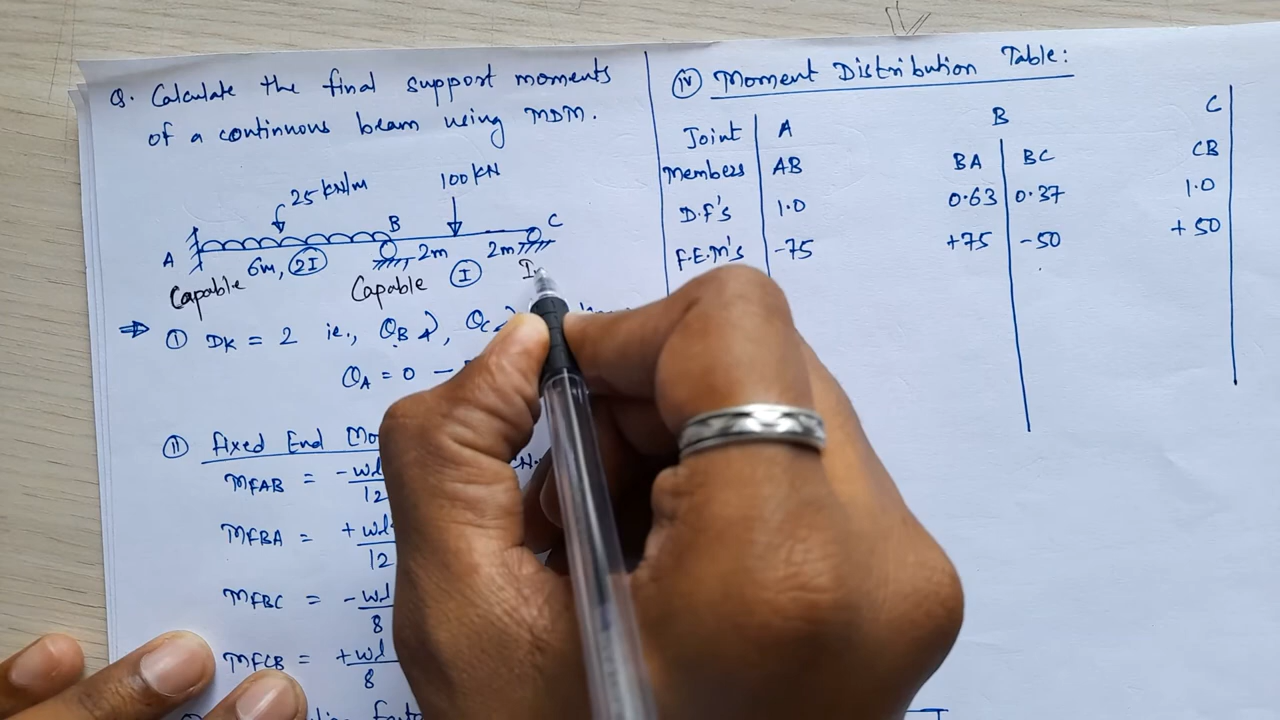 Q. Calculate the final support moments
of a continuous beam using MDM.
25 kN/m
100 kN
A
B
C
6m, 2I
2m
2m
Capable
Capable
I
⇒ I DK = 2 ie., θB
θA = 0
II Fixed End Mo
MFAB = -wl
12
MFBA = +wl
12
MFBC = -wl
8
MFCB = +wl
8
IV Moment Distribution Table:
Joint A B C
Members AB BA BC CB
D.F's 1.0 0.63 0.37 1.0
F.E.M's -75 +75 -50 +50